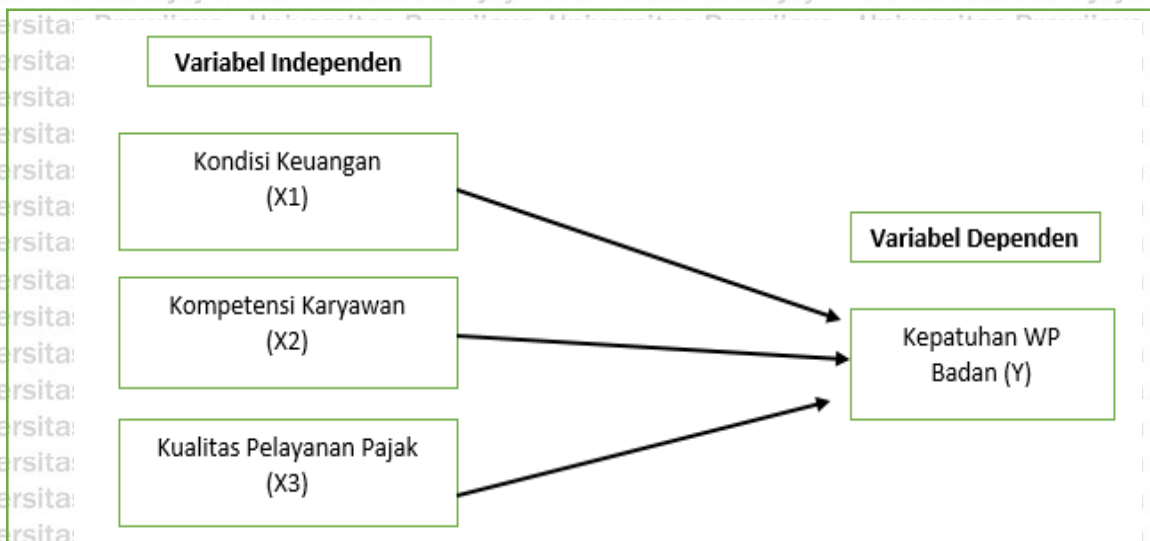 Variabel Independen
Kondisi Keuangan
(X1)
Variabel Dependen
Kompetensi Karyawan
(X2)
Kepatuhan WP
Badan (Y)
Kualitas Pelayanan Pajak
(X3)